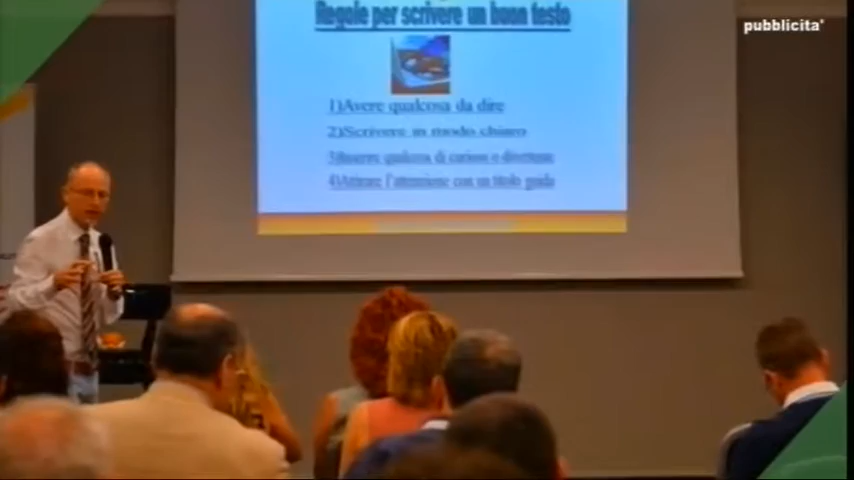 pubblicita'
Regole per scrivere un buon testo
1)Avere qualcosa da dire
2)Scrivere in modo chiaro
3)Inserire qualcosa di curioso e divertente
4)Attirare l'attenzione con un titolo guida